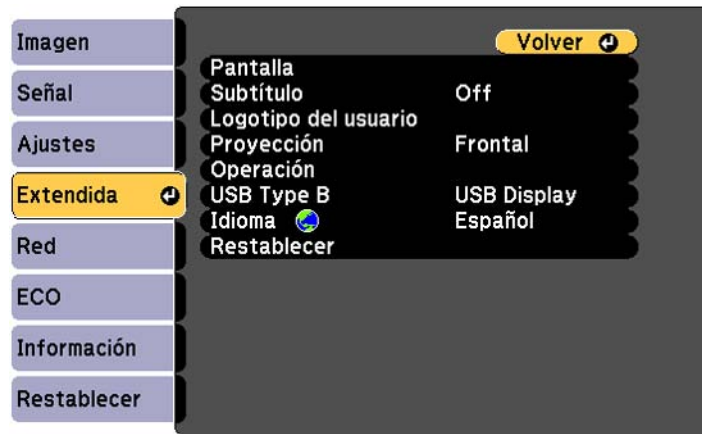 Imagen
Señal
Ajustes
Extendida
Red
ECO
Información
Restablecer
Volver
Pantalla
Subtítulo Off
Logotipo del usuario
Proyección Frontal
Operación
USB Type B USB Display
Idioma Español
Restablecer